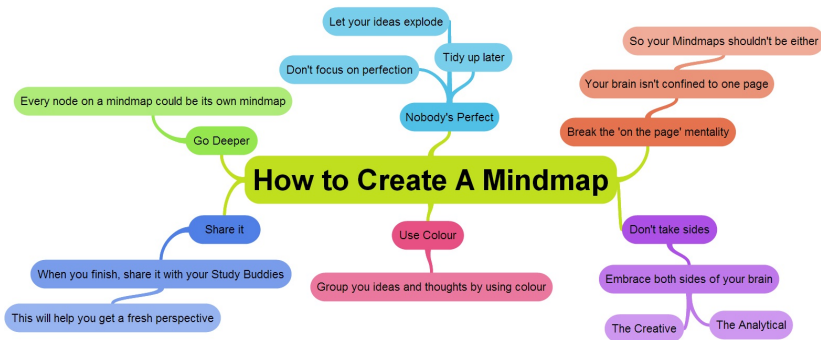 Let your ideas explode
Tidy up later
Don't focus on perfection
Nobody's Perfect
So your Mindmaps shouldn't be either
Your brain isn't confined to one page
Break the 'on the page' mentality
Every node on a mindmap could be its own mindmap
Go Deeper
How to Create A Mindmap
Share it
When you finish, share it with your Study Buddies
This will help you get a fresh perspective
Use Colour
Group you ideas and thoughts by using colour
Don't take sides
Embrace both sides of your brain
The Creative
The Analytical